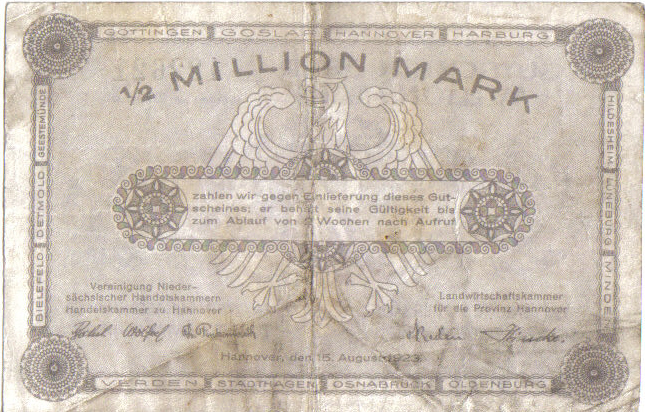 GÖTTINGEN GOSLAR HANNOVER HARBURG
½ MILLION MARK
GEESTEMÜNDE
DETMOLD
BIELEFELD
HILDESHEIM
LÜNEBURG
MINDEN
zahlen wir gegen Einlieferung dieses Gut-
scheines; er behält seine Gültigkeit bis
zum Ablauf von 2 Wochen nach Aufruf
Vereinigung Nieder-
sächsischer Handelskammern
Handelskammer zu Hannover
Landwirtschaftskammer
für die Provinz Hannover
Hannover, den 15. August 1923.
VERDEN STADTHAGEN OSNABRÜCK OLDENBURG